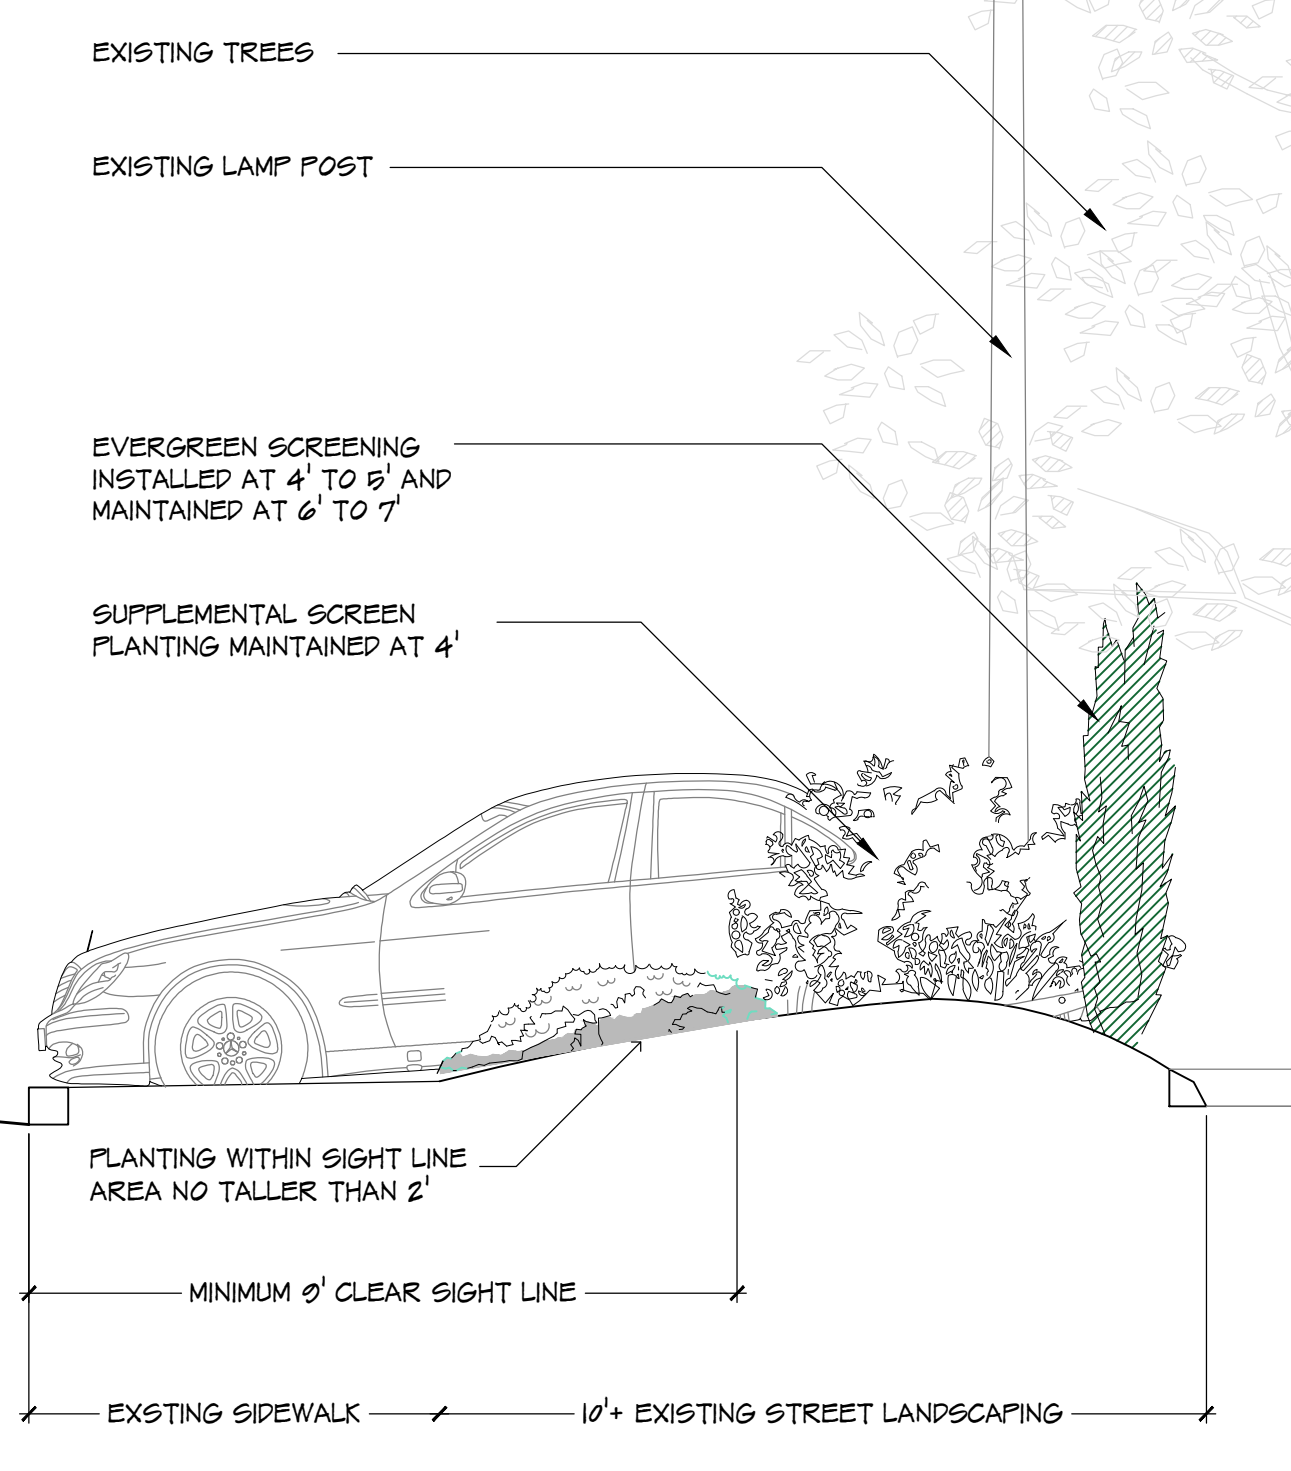 EXISTING TREES
EXISTING LAMP POST
EVERGREEN SCREENING
INSTALLED AT 4' TO 5' AND
MAINTAINED AT 6' TO 7'
SUPPLEMENTAL SCREEN
PLANTING MAINTAINED AT 4'
PLANTING WITHIN SIGHT LINE
AREA NO TALLER THAN 2'
MINIMUM 9' CLEAR SIGHT LINE
EXSTING SIDEWALK
10'+ EXISTING STREET LANDSCAPING